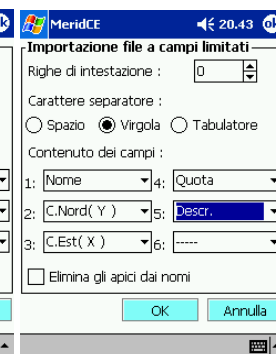 MeridCE 20.43 ok
Importazione file a campi limitati
Righe di intestazione : 0
Carattere separatore :
Spazio Virgola Tabulatore
Contenuto dei campi :
1: Nome 4: Quota
2: C.Nord( Y ) 5: Descr.
3: C.Est( X ) 6: -----
Elimina gli apici dai nomi
OK Annulla